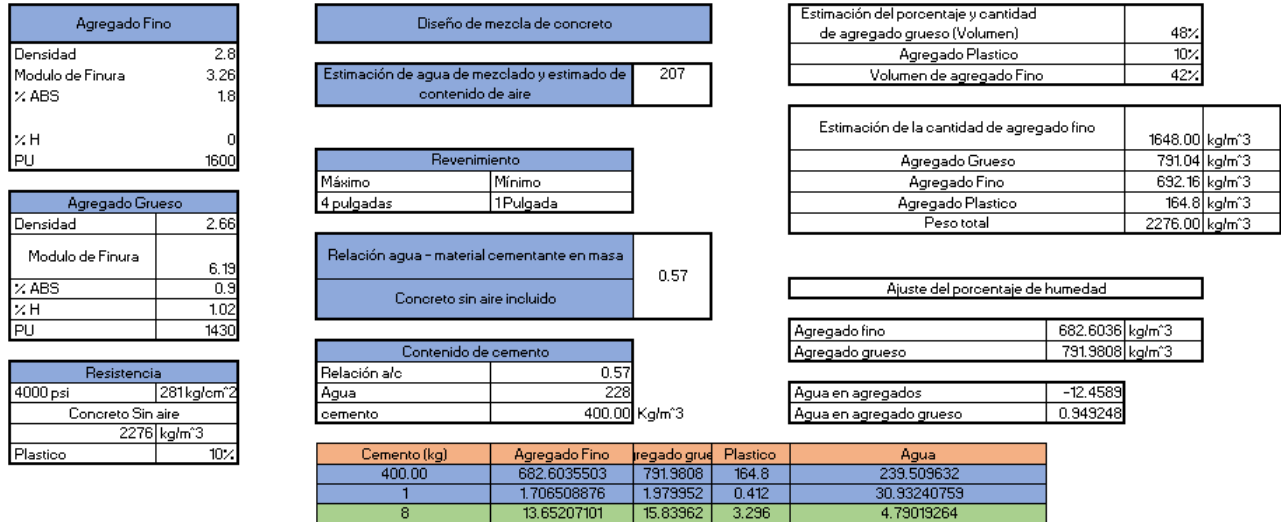 Agregado Fino
Densidad 2.8
Modulo de Finura 3.26
% ABS 1.8
% H 0
PU 1600
Agregado Grueso
Densidad 2.66
Modulo de Finura 6.19
% ABS 0.9
% H 1.02
PU 1430
Resistencia
4000 psi 281 kg/cm^2
Concreto Sin aire
2276 kg/m^3
Plastico 10%
Diseño de mezcla de concreto
Estimación de agua de mezclado y estimado de 207
contenido de aire
Revenimiento
Máximo Mínimo
4 pulgadas 1 Pulgada
Relación agua - material cementante en masa
0.57
Concreto sin aire incluido
Contenido de cemento
Relación a/c 0.57
Agua 228
cemento 400.00 Kg/m^3
Estimación del porcentaje y cantidad
de agregado grueso (Volumen) 48%
Agregado Plastico 10%
Volumen de agregado Fino 42%
Estimación de la cantidad de agregado fino
1648.00 kg/m^3
Agregado Grueso 791.04 kg/m^3
Agregado Fino 692.16 kg/m^3
Agregado Plastico 164.8 kg/m^3
Peso total 2276.00 kg/m^3
Ajuste del porcentaje de humedad
Agregado fino 682.6036 kg/m^3
Agregado grueso 791.9808 kg/m^3
Agua en agregados -12.4589
Agua en agregado grueso 0.949248
Cemento (kg) Agregado Fino gregado grue Plastico Agua
400.00 682.6035503 791.9808 164.8 239.509632
1 1.706508876 1.979952 0.412 30.93240759
8 13.65207101 15.83962 3.296 4.79019264